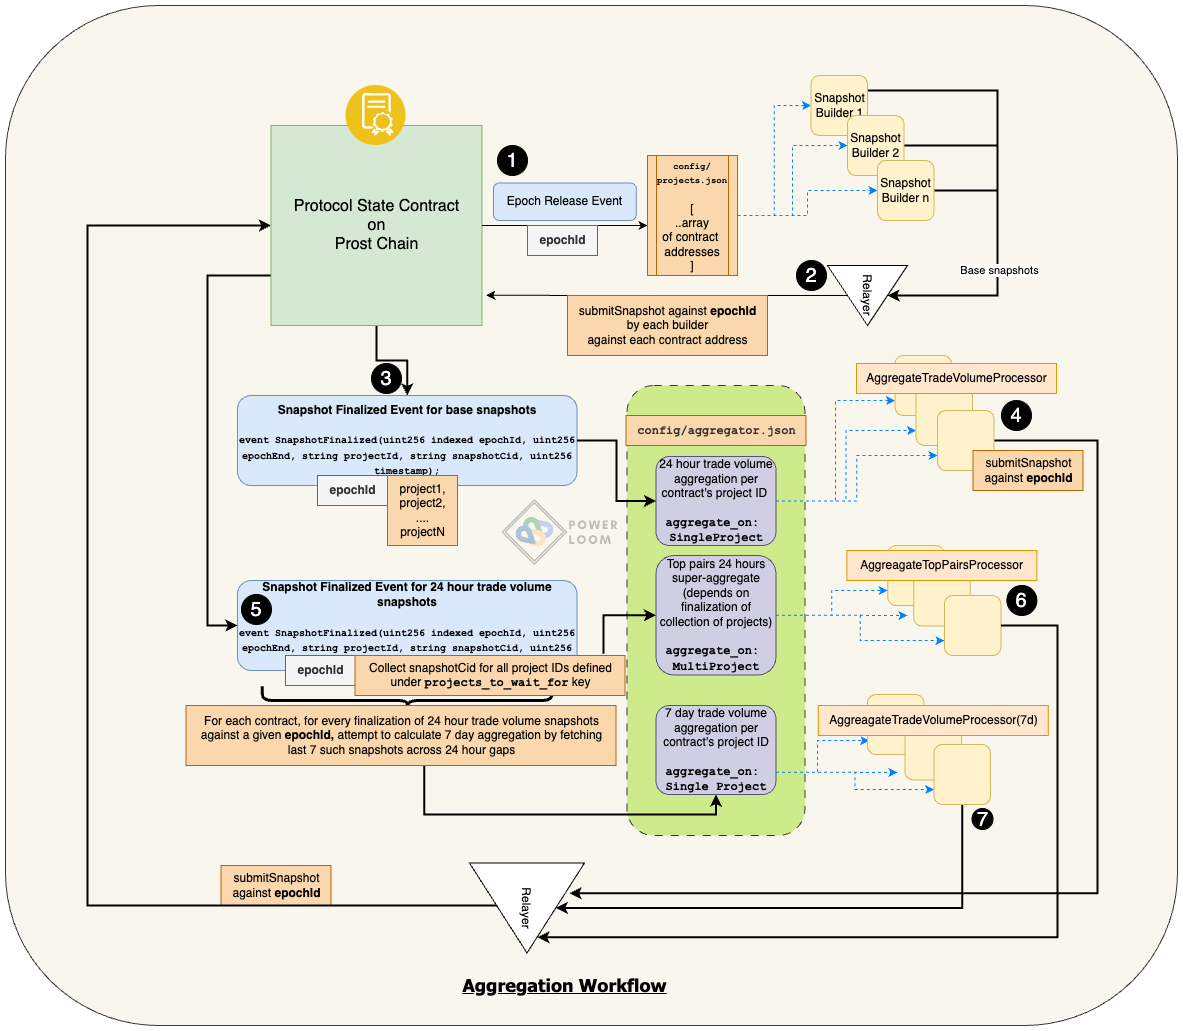 Snapshot
Builder 1
Snapshot
Builder 2
Snapshot
Builder n
1
Protocol State Contract
on
Prost Chain
Epoch Release Event
epochId
config/
projects.json
[
..array
of contract
addresses
]
Base snapshots
2
Relayer
submitSnapshot against epochId
by each builder
against each contract address
3
Snapshot Finalized Event for base snapshots
event SnapshotFinalized(uint256 indexed epochId, uint256
epochEnd, string projectId, string snapshotCid, uint256
timestamp);
epochId
project1,
project2,
....
projectN
POWER
LOOM
config/aggregator.json
24 hour trade volume
aggregation per
contract's project ID
aggregate_on:
SingleProject
AggregateTradeVolumeProcessor
4
submitSnapshot
against epochId
Snapshot Finalized Event for 24 hour trade volume
snapshots
5
event SnapshotFinalized(uint256 indexed epochId, uint256
epochEnd, string projectId, string snapshotCid, uint256
epochId
Collect snapshotCid for all project IDs defined
under projects_to_wait_for key
Top pairs 24 hours
super-aggregate
(depends on
finalization of
collection of projects)
aggregate_on:
MultiProject
AggreagateTopPairsProcessor
6
For each contract, for every finalization of 24 hour trade volume snapshots
against a given epochId, attempt to calculate 7 day aggregation by fetching
last 7 such snapshots across 24 hour gaps
7 day trade volume
aggregation per
contract's project ID
aggregate_on:
Single Project
AggreagateTradeVolumeProcessor(7d)
7
submitSnapshot
against epochId
Relayer
Aggregation Workflow